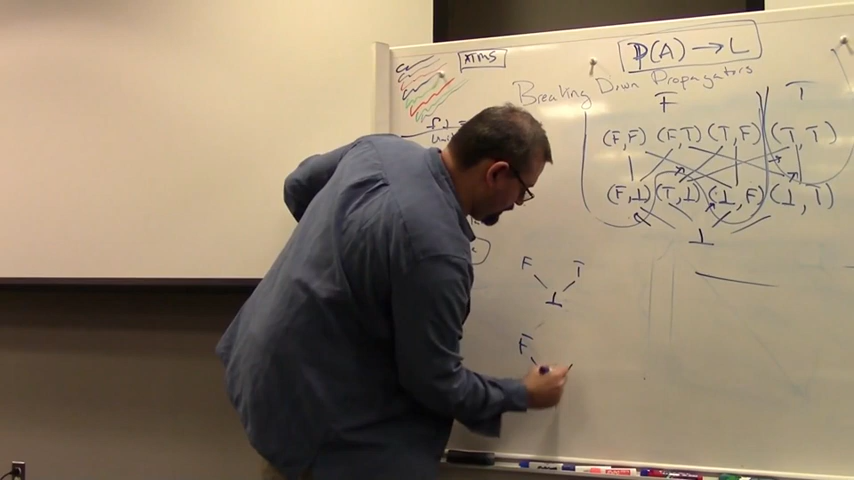 ATMS
P(A) → L
Breaking Down Propagators
F T
(F,F) (F,T) (T,F) (T,T)
(F,⊥) (T,⊥) (⊥,F) (⊥,T)
⊥
F T
⊥
F